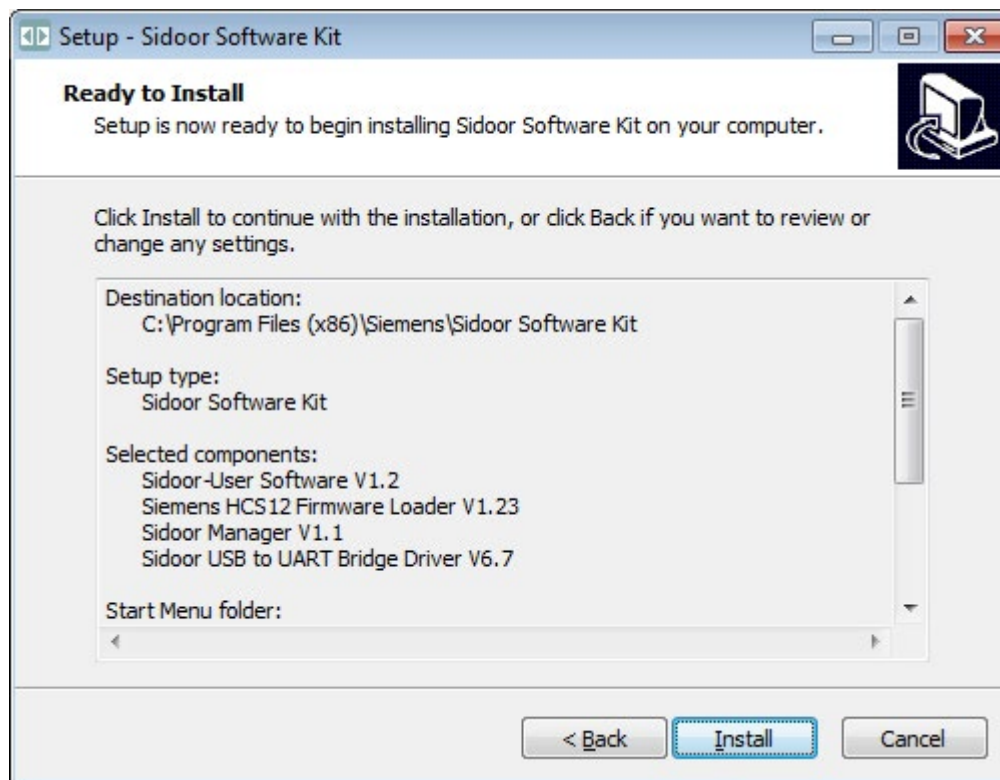 Setup - Sidoor Software Kit
Ready to Install
Setup is now ready to begin installing Sidoor Software Kit on your computer.
Click Install to continue with the installation, or click Back if you want to review or
change any settings.
Destination location:
C:\Program Files (x86)\Siemens\Sidoor Software Kit
Setup type:
Sidoor Software Kit
Selected components:
Sidoor-User Software V1.2
Siemens HCS12 Firmware Loader V1.23
Sidoor Manager V1.1
Sidoor USB to UART Bridge Driver V6.7
Start Menu folder:
< Back
Install
Cancel